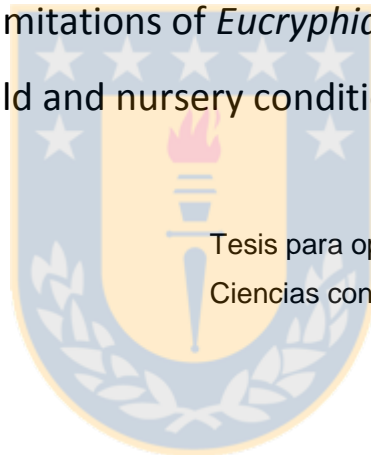 mitations of Eucryphia
ld and nursery conditi
Tesis para op
Ciencias con